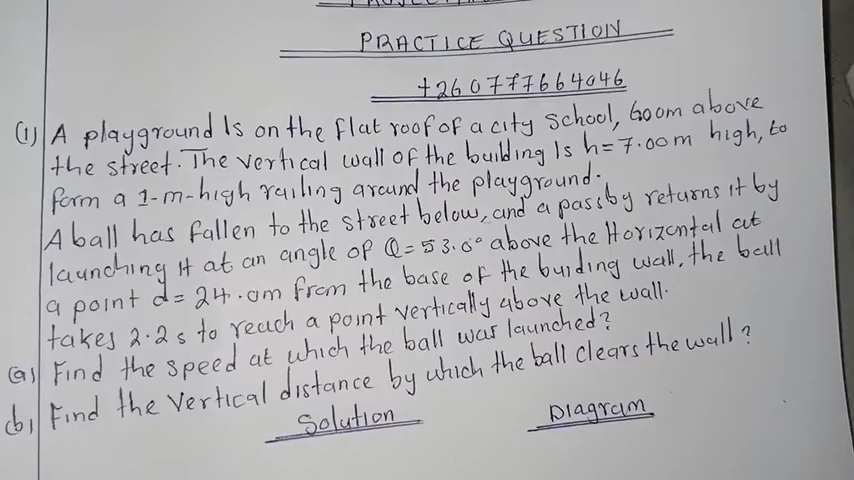 PRACTICE QUESTION
+260777664046
(1) A playground Is on the flat roof of a city School, 600m above
the street. The vertical wall of the building Is h=7.00m high, to
form a 1-m-high railing around the playground.
A ball has fallen to the street below, and a passby returns it by
launching it at an angle of Q=53.0° above the Horizontal at
a point d=24.0m from the base of the buiding wall, the ball
takes 2.2s to reach a point vertically above the wall.
(a) Find the speed at which the ball was launched?
(b) Find the vertical distance by which the ball clears the wall?
Solution Diagram